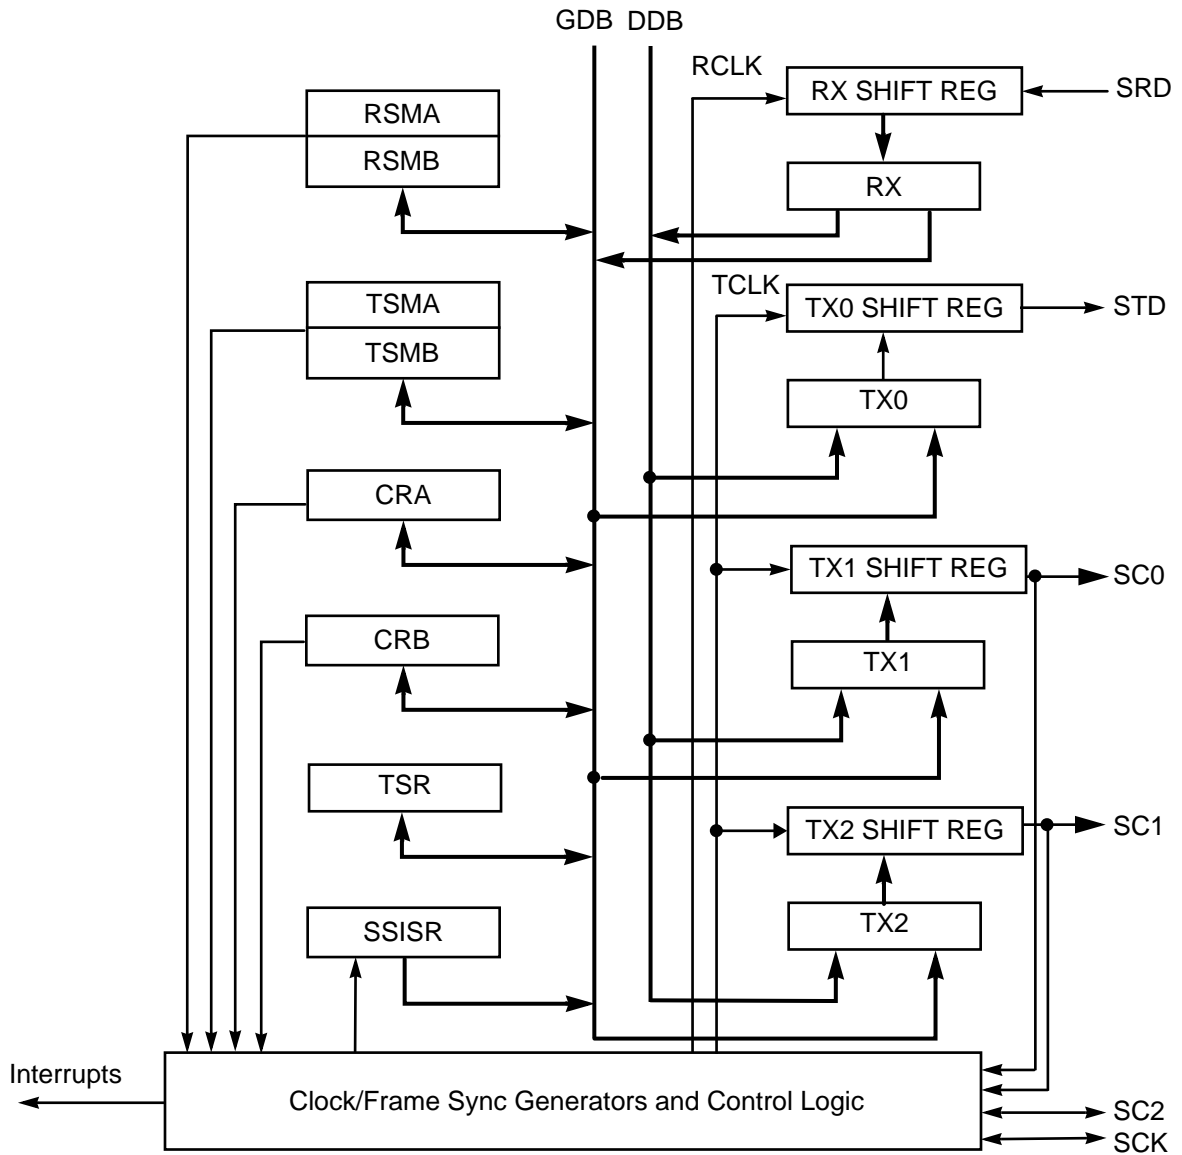 GDB DDB
RCLK
RX SHIFT REG
SRD
RSMA
RSMB
RX
TCLK
TSMA
TSMB
TX0 SHIFT REG
STD
TX0
CRA
TX1 SHIFT REG
SC0
CRB
TX1
TSR
TX2 SHIFT REG
SC1
SSISR
TX2
Interrupts
Clock/Frame Sync Generators and Control Logic
SC2
SCK